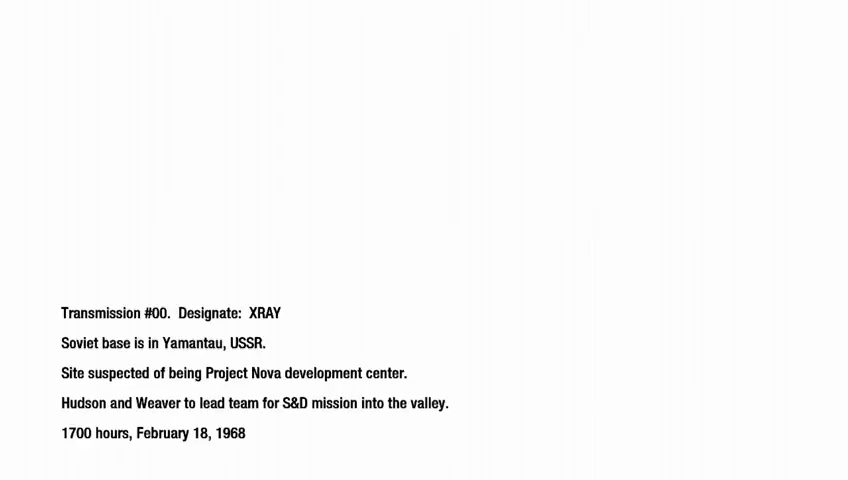 Transmission #00.  Designate:  XRAY
Soviet base is in Yamantau, USSR.
Site suspected of being Project Nova development center.
Hudson and Weaver to lead team for S&D mission into the valley.
1700 hours, February 18, 1968